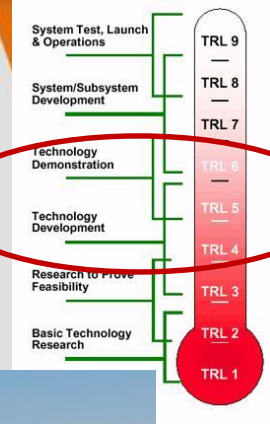 System Test, Launch
& Operations
System/Subsystem
Development
Technology
Demonstration
Technology
Development
Research to Prove
Feasibility
Basic Technology
Research
TRL 9
TRL 8
TRL 7
TRL 6
TRL 5
TRL 4
TRL 3
TRL 2
TRL 1